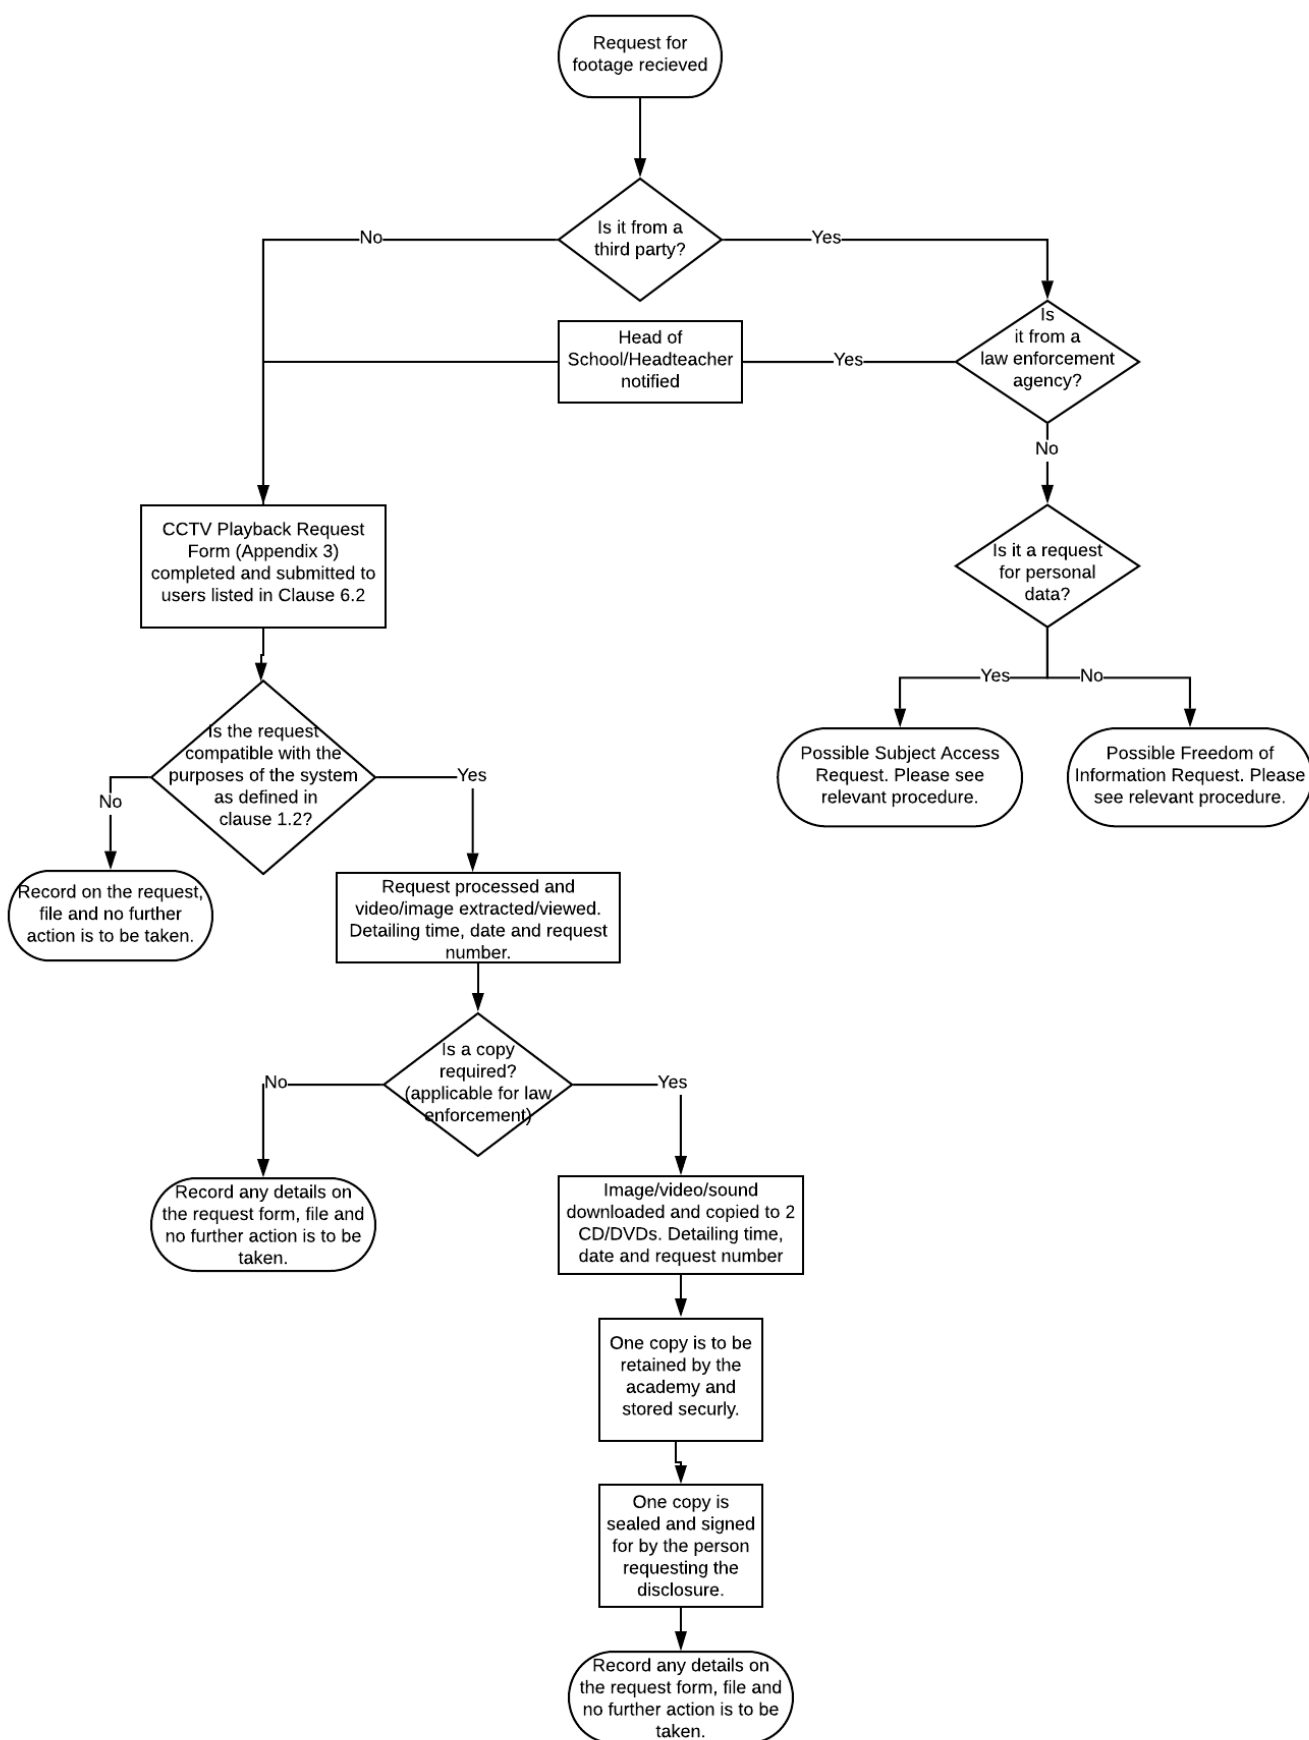 Request for
footage recieved
Is it from a
third party?
No
Yes
Is
it from a
law enforcement
agency?
Head of
School/Headteacher
notified
Yes
No
CCTV Playback Request
Form (Appendix 3)
completed and submitted to
users listed in Clause 6.2
Is it a request
for personal
data?
Yes
No
Possible Subject Access
Request. Please see
relevant procedure.
Possible Freedom of
Information Request. Please
see relevant procedure.
Is the request
compatible with the
purposes of the system
as defined in
clause 1.2?
No
Yes
Record on the request,
file and no further
action is to be taken.
Request processed and
video/image extracted/viewed.
Detailing time, date and request
number.
Is a copy
required?
(applicable for law
enforcement)
No
Yes
Record any details on
the request form, file and
no further action is to be
taken.
Image/video/sound
downloaded and copied to 2
CD/DVDs. Detailing time,
date and request number
One copy is to be
retained by the
academy and
stored securly.
One copy is
sealed and signed
for by the person
requesting the
disclosure.
Record any details on
the request form, file and
no further action is to be
taken.